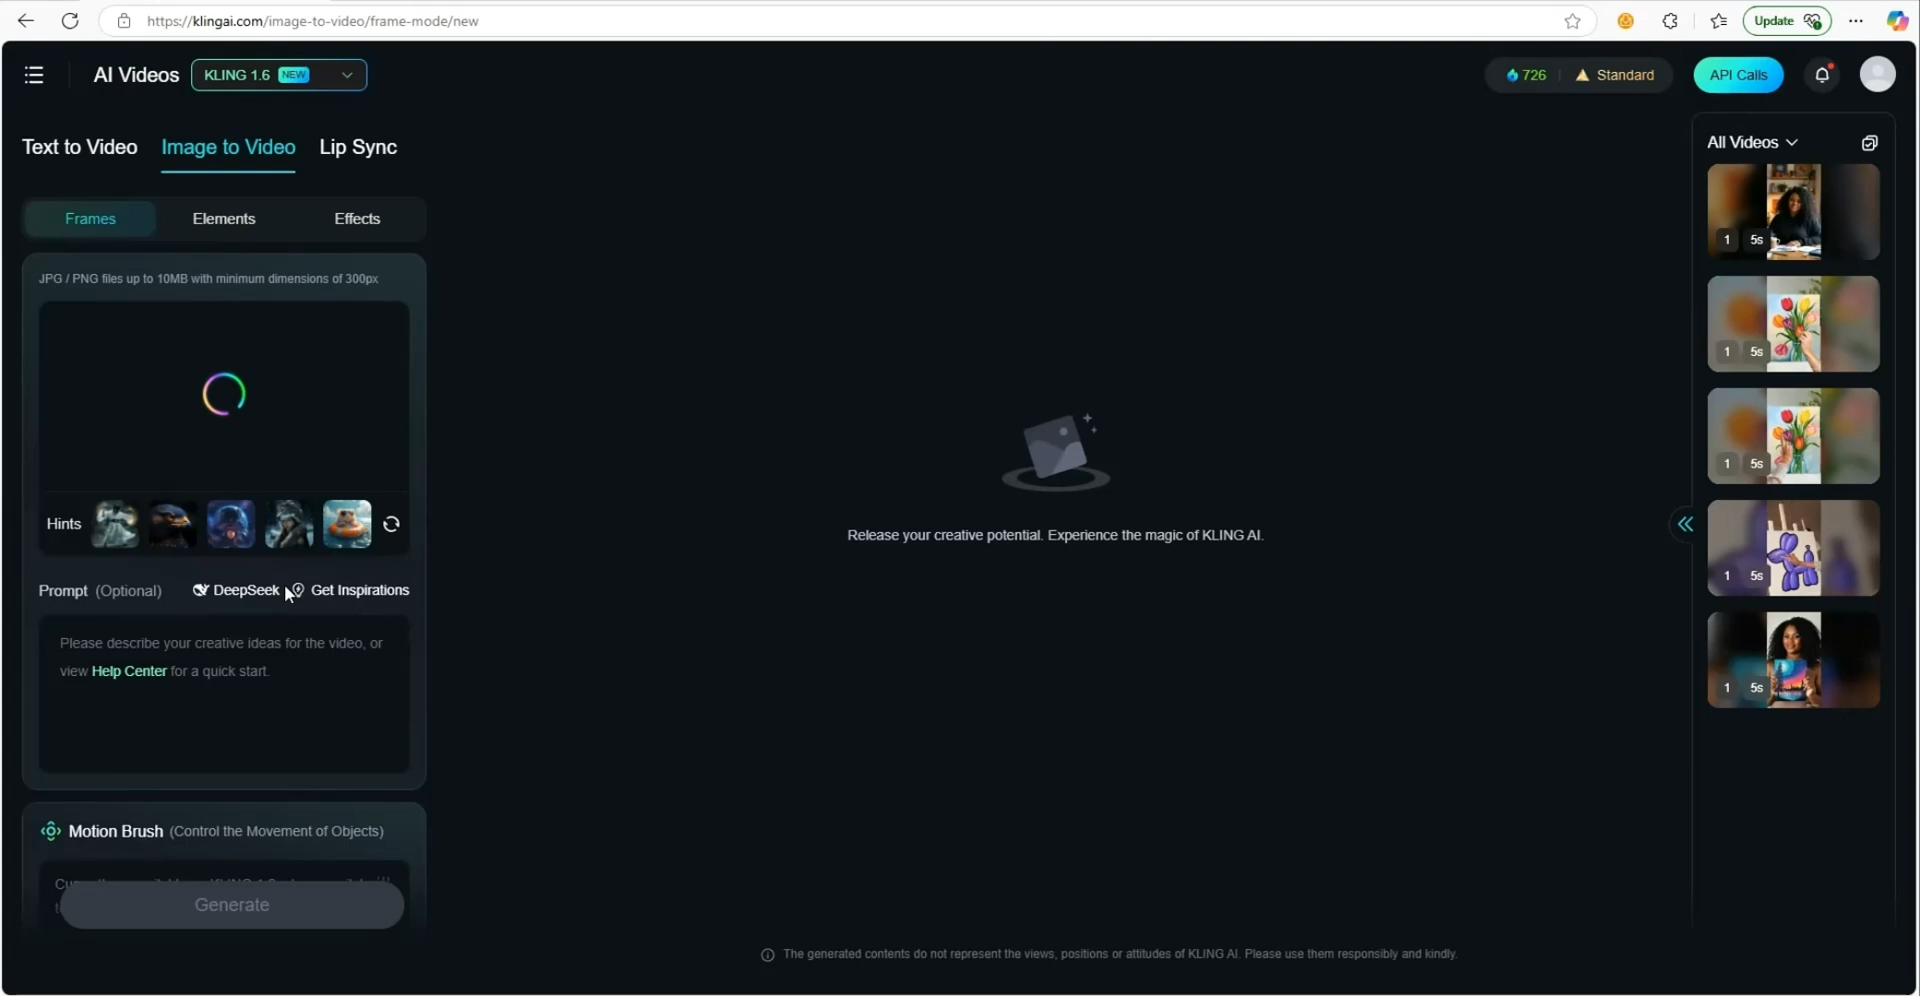 https://klingai.com/image-to-video/frame-mode/new
Update
AI Videos
KLING 1.6 NEW
726
Standard
API Calls
Text to Video
Image to Video
Lip Sync
All Videos
Frames
Elements
Effects
JPG / PNG files up to 10MB with minimum dimensions of 300px
1 5s
1 5s
1 5s
1 5s
1 5s
Hints
Release your creative potential. Experience the magic of KLING AI.
Prompt (Optional)
DeepSeek
Get Inspirations
Please describe your creative ideas for the video, or
view Help Center for a quick start.
Motion Brush (Control the Movement of Objects)
Generate
The generated contents do not represent the views, positions or attitudes of KLING AI. Please use them responsibly and kindly.